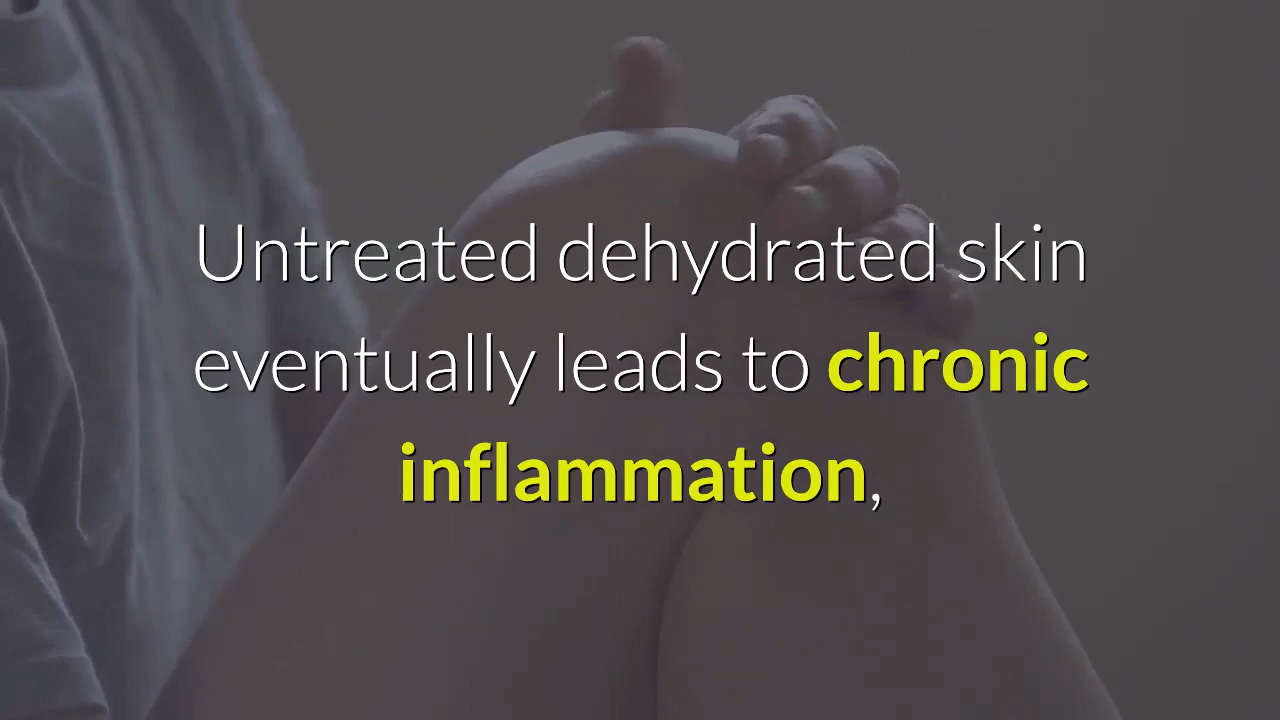 Untreated dehydrated skin
eventually leads to chronic
inflammation,